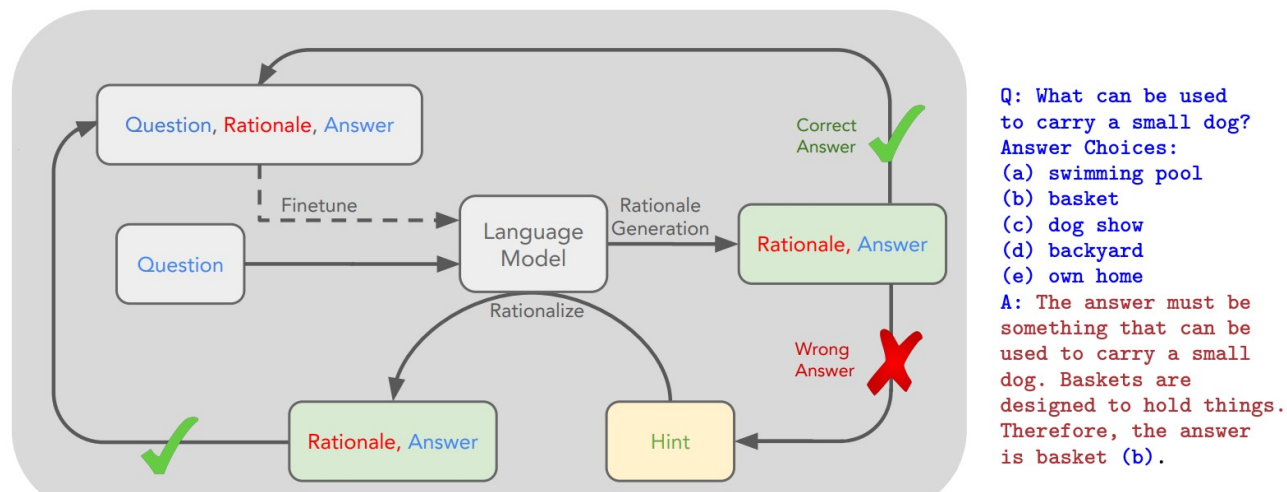 Question, Rationale, Answer
Finetune
Question
Language
Model
Rationale
Generation
Correct
Answer
Rationale, Answer
Rationalize
Wrong
Answer
Rationale, Answer
Hint
Q: What can be used
to carry a small dog?
Answer Choices:
(a) swimming pool
(b) basket
(c) dog show
(d) backyard
(e) own home
A: The answer must be
something that can be
used to carry a small
dog. Baskets are
designed to hold things.
Therefore, the answer
is basket (b).